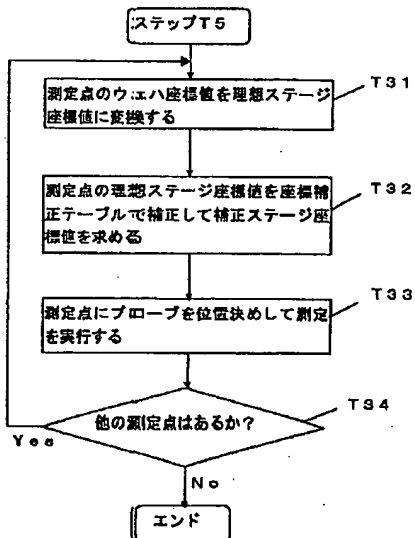 ステップT5
T31
測定点のウェハ座標値を理想ステージ
座標値に変換する
T32
測定点の理想ステージ座標値を座標補
正テーブルで補正して補正ステージ座
標値を求める
T33
測定点にプローブを位置決めして測定
を実行する
T34
他の測定点はあるか?
Yes
No
エンド